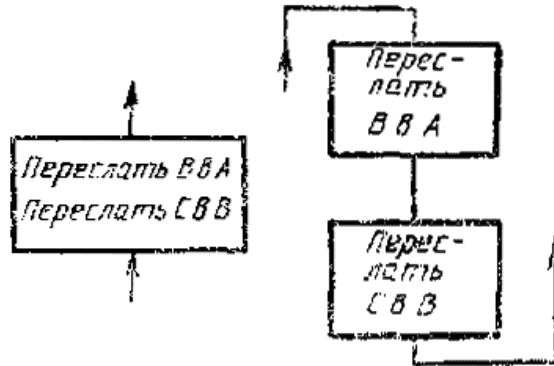 Переслать В в А
Переслать С в В
Перес-
лать
В в А
Перес-
лать
С в В